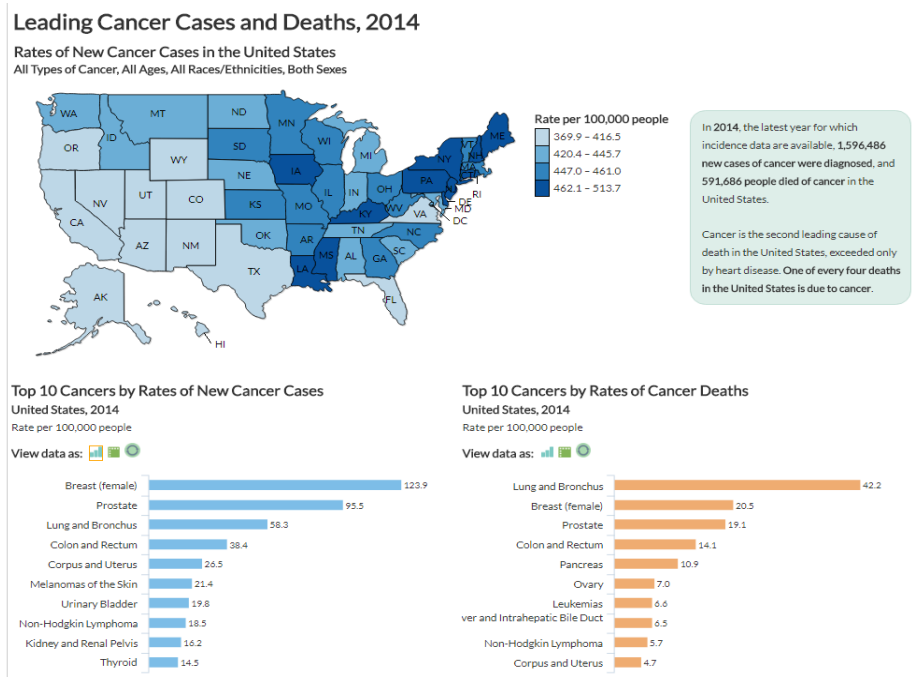 Leading Cancer Cases and Deaths, 2014
Rates of New Cancer Cases in the United States
All Types of Cancer, All Ages, All Races/Ethnicities, Both Sexes
WA
MT
ND
MN
ME
OR
ID
SD
WI
MI
NY
VT
NH
MA
CT
RI
WY
NE
IA
PA
NV
UT
CO
KS
MO
IL
IN
OH
WV
VA
DE
MD
DC
CA
KY
AZ
NM
OK
AR
TN
NC
SC
TX
LA
MS
AL
GA
FL
AK
HI
Rate per 100,000 people
369.9 – 416.5
420.4 – 445.7
447.0 – 461.0
462.1 – 513.7
In 2014, the latest year for which
incidence data are available, 1,596,486
new cases of cancer were diagnosed, and
591,686 people died of cancer in the
United States.
Cancer is the second leading cause of
death in the United States, exceeded only
by heart disease. One of every four deaths
in the United States is due to cancer.
Top 10 Cancers by Rates of New Cancer Cases
United States, 2014
Rate per 100,000 people
View data as:
Breast (female) 123.9
Prostate 95.5
Lung and Bronchus 58.3
Colon and Rectum 38.4
Corpus and Uterus 26.5
Melanomas of the Skin 21.4
Urinary Bladder 19.8
Non-Hodgkin Lymphoma 18.5
Kidney and Renal Pelvis 16.2
Thyroid 14.5
Top 10 Cancers by Rates of Cancer Deaths
United States, 2014
Rate per 100,000 people
View data as:
Lung and Bronchus 42.2
Breast (female) 20.5
Prostate 19.1
Colon and Rectum 14.1
Pancreas 10.9
Ovary 7.0
Leukemias 6.6
ver and Intrahepatic Bile Duct 6.5
Non-Hodgkin Lymphoma 5.7
Corpus and Uterus 4.7